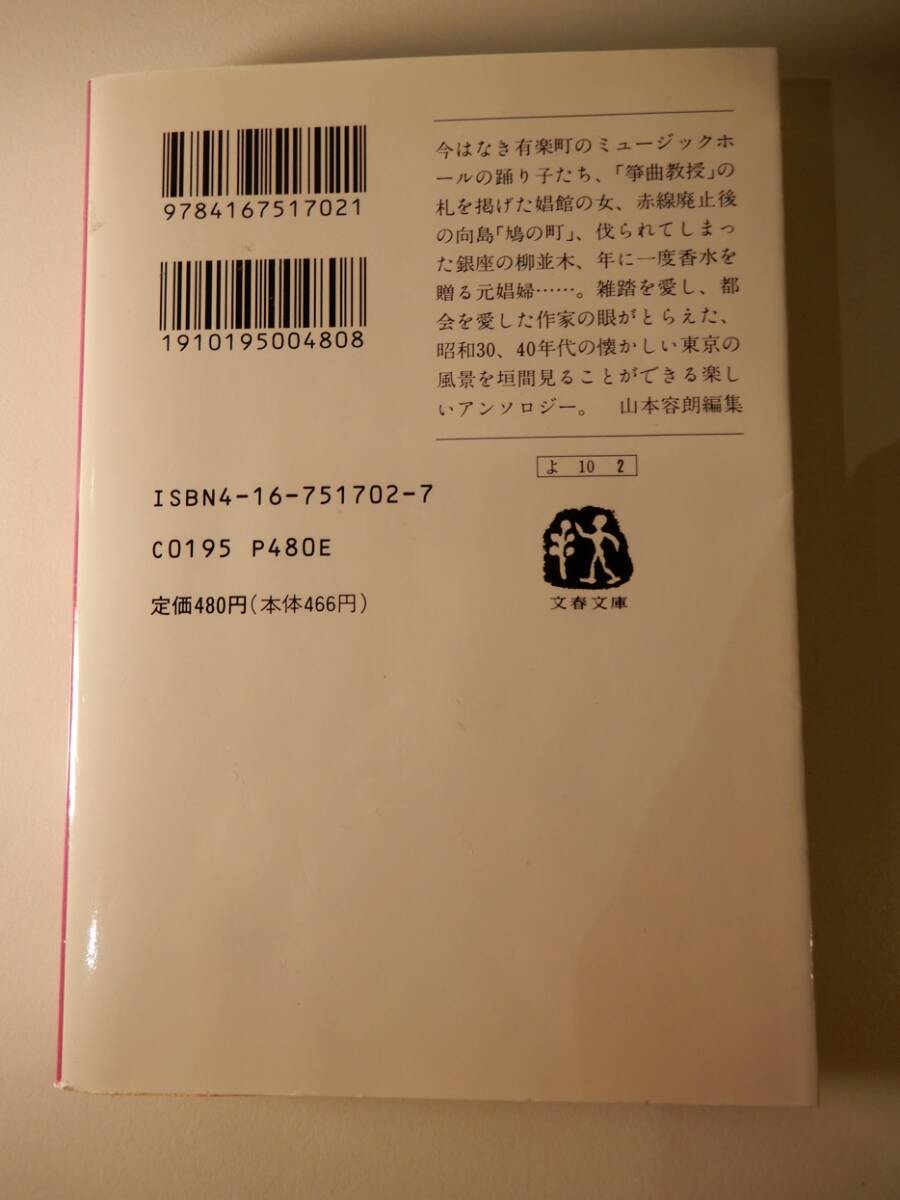 9784167517021
1910195004808
今はなき有楽町のミュージックホ
ールの踊り子たち、「箏曲教授」の
札を掲げた娼館の女、赤線廃止後
の向島「鳩の町」、伐られてしまっ
た銀座の柳並木、年に一度香水を
贈る元娼婦……。雑踏を愛し、都
会を愛した作家の眼がとらえた、
昭和30、40年代の懐かしい東京の
風景を垣間見ることができる楽し
いアンソロジー。　山本容朗編集
よ 10 2
ISBN4-16-751702-7
C0195 P480E
定価480円(本体466円)
文春文庫